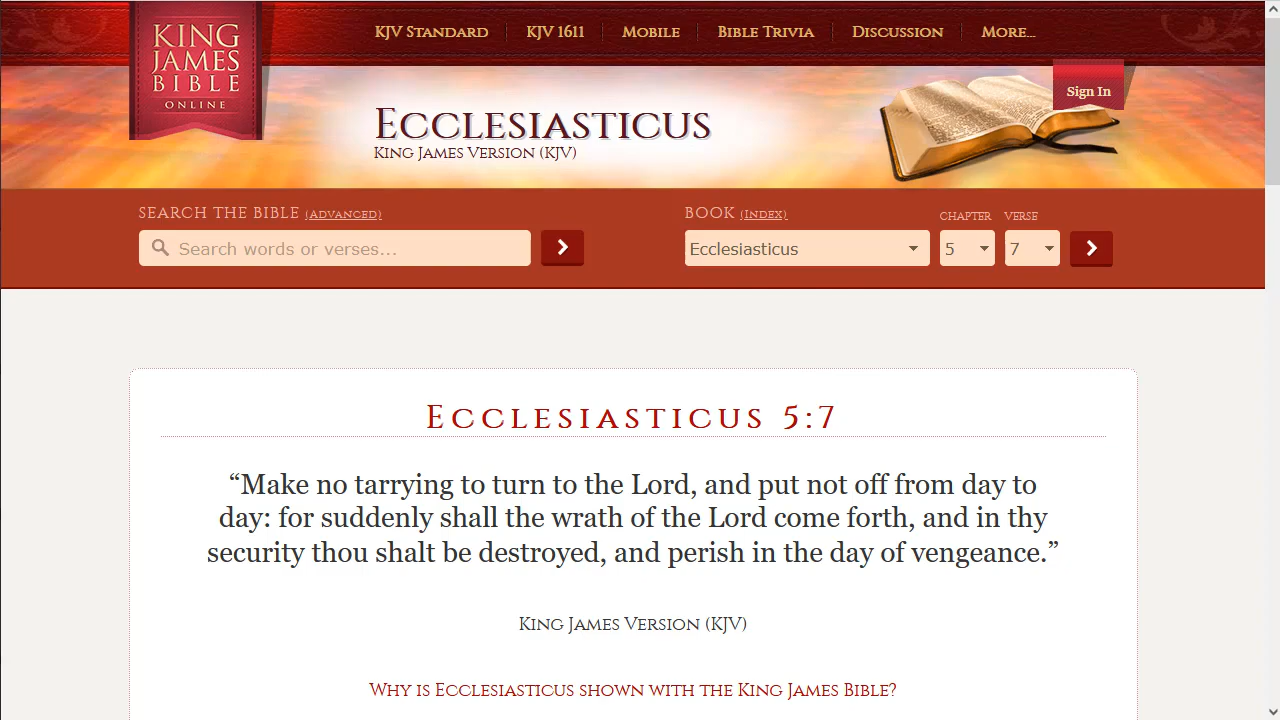 KING
JAMES
BIBLE
ONLINE
KJV Standard
KJV 1611
Mobile
Bible Trivia
Discussion
More...
Sign In
Ecclesiasticus
King James Version (KJV)
SEARCH THE BIBLE (Advanced)
Search words or verses...
BOOK (Index)
Ecclesiasticus
CHAPTER
5
VERSE
7
Ecclesiasticus 5:7
“Make no tarrying to turn to the Lord, and put not off from day to
day: for suddenly shall the wrath of the Lord come forth, and in thy
security thou shalt be destroyed, and perish in the day of vengeance.”
King James Version (KJV)
Why is Ecclesiasticus shown with the King James Bible?